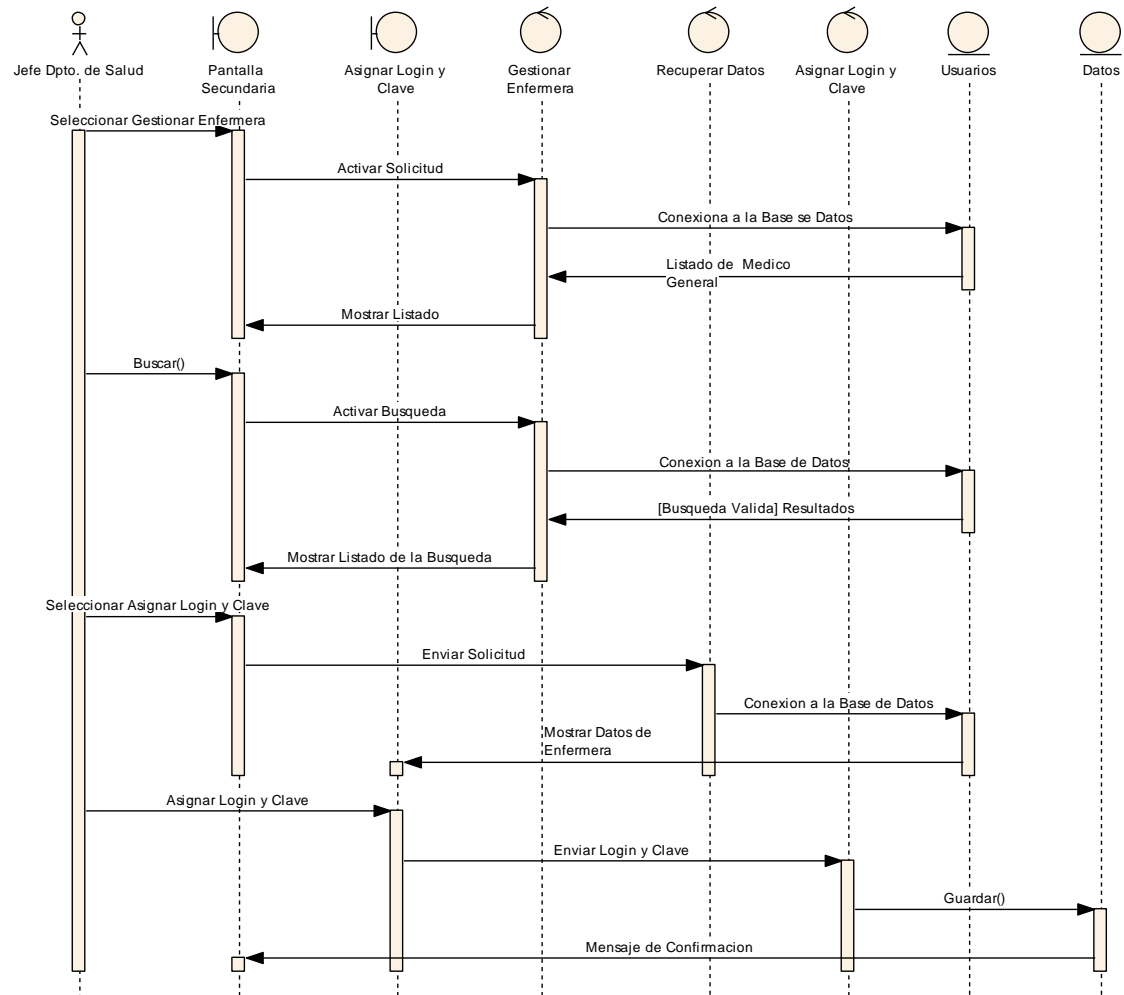 Jefe Dpto. de Salud
Pantalla
Secundaria
Asignar Login y
Clave
Gestionar
Enfermera
Recuperar Datos
Asignar Login y
Clave
Usuarios
Datos
Seleccionar Gestionar Enfermera
Activar Solicitud
Conexiona a la Base se Datos
Listado de Medico
General
Mostrar Listado
Buscar()
Activar Busqueda
Conexion a la Base de Datos
[Busqueda Valida] Resultados
Mostrar Listado de la Busqueda
Seleccionar Asignar Login y Clave
Enviar Solicitud
Conexion a la Base de Datos
Mostrar Datos de
Enfermera
Asignar Login y Clave
Enviar Login y Clave
Guardar()
Mensaje de Confirmacion